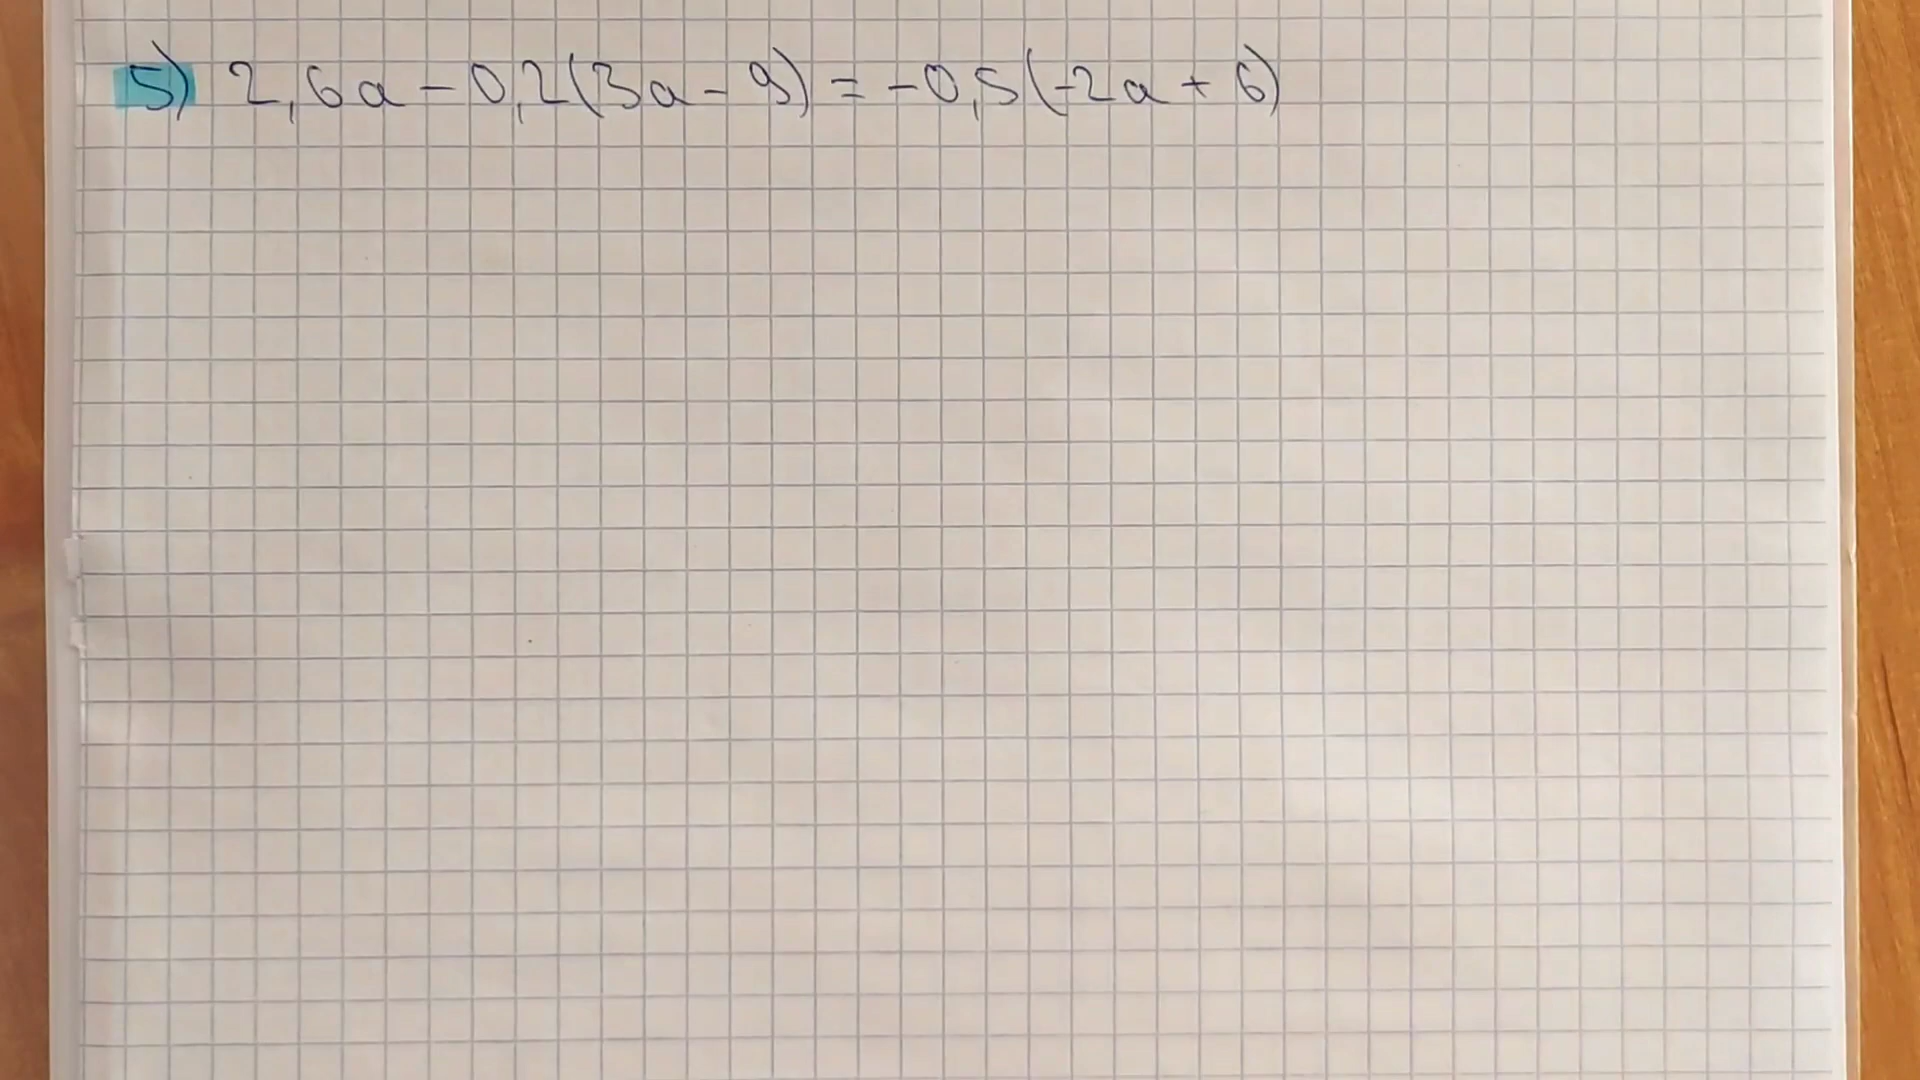 5) 2,6a - 0,2(3a - 9) = -0,5(-2a + 6)